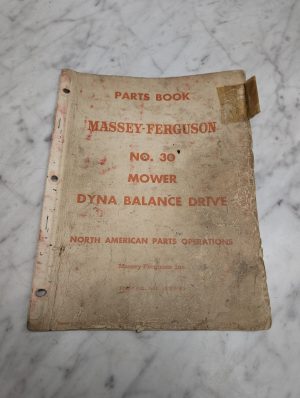 PARTS BOOK
MASSEY-FERGUSON
NO. 30
MOWER
DYNA BALANCE DRIVE
NORTH AMERICAN PARTS OPERATIONS
Massey-Ferguson Inc.